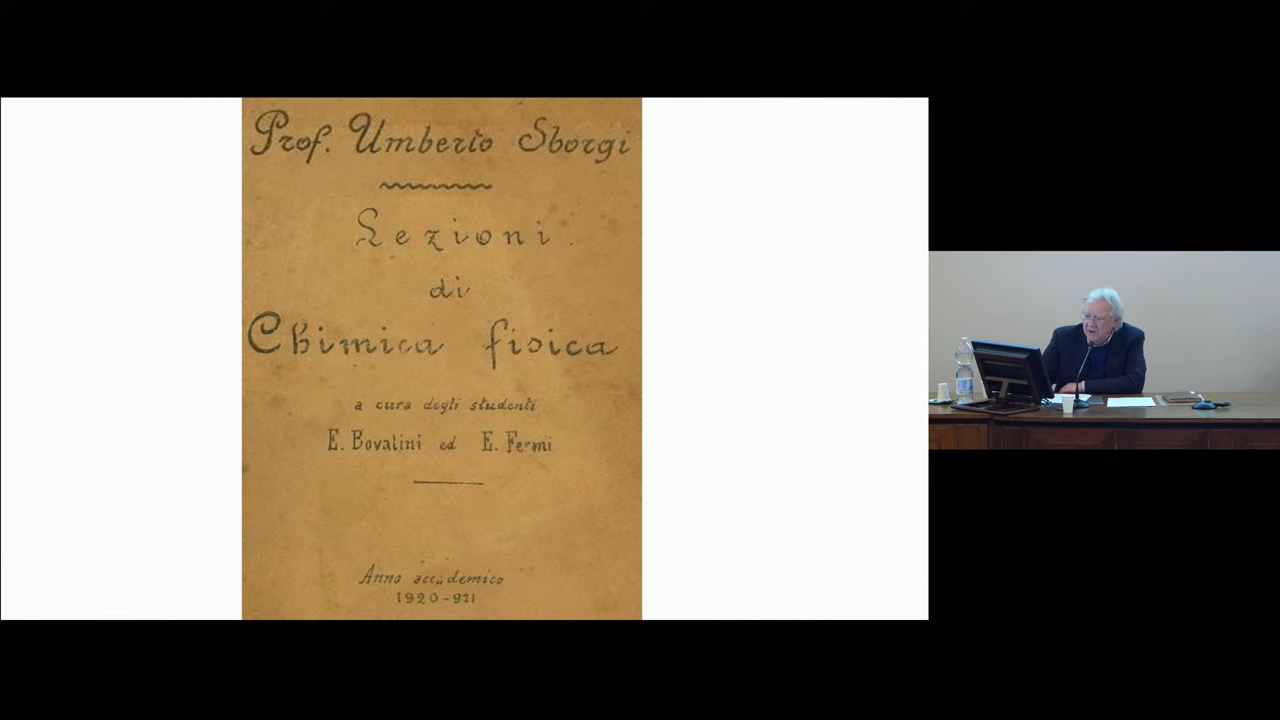 Prof. Umberto Sborgi
Lezioni
di
Chimica fisica
a cura degli studenti
E. Bovalini ed E. Fermi
Anno accademico
1920-921